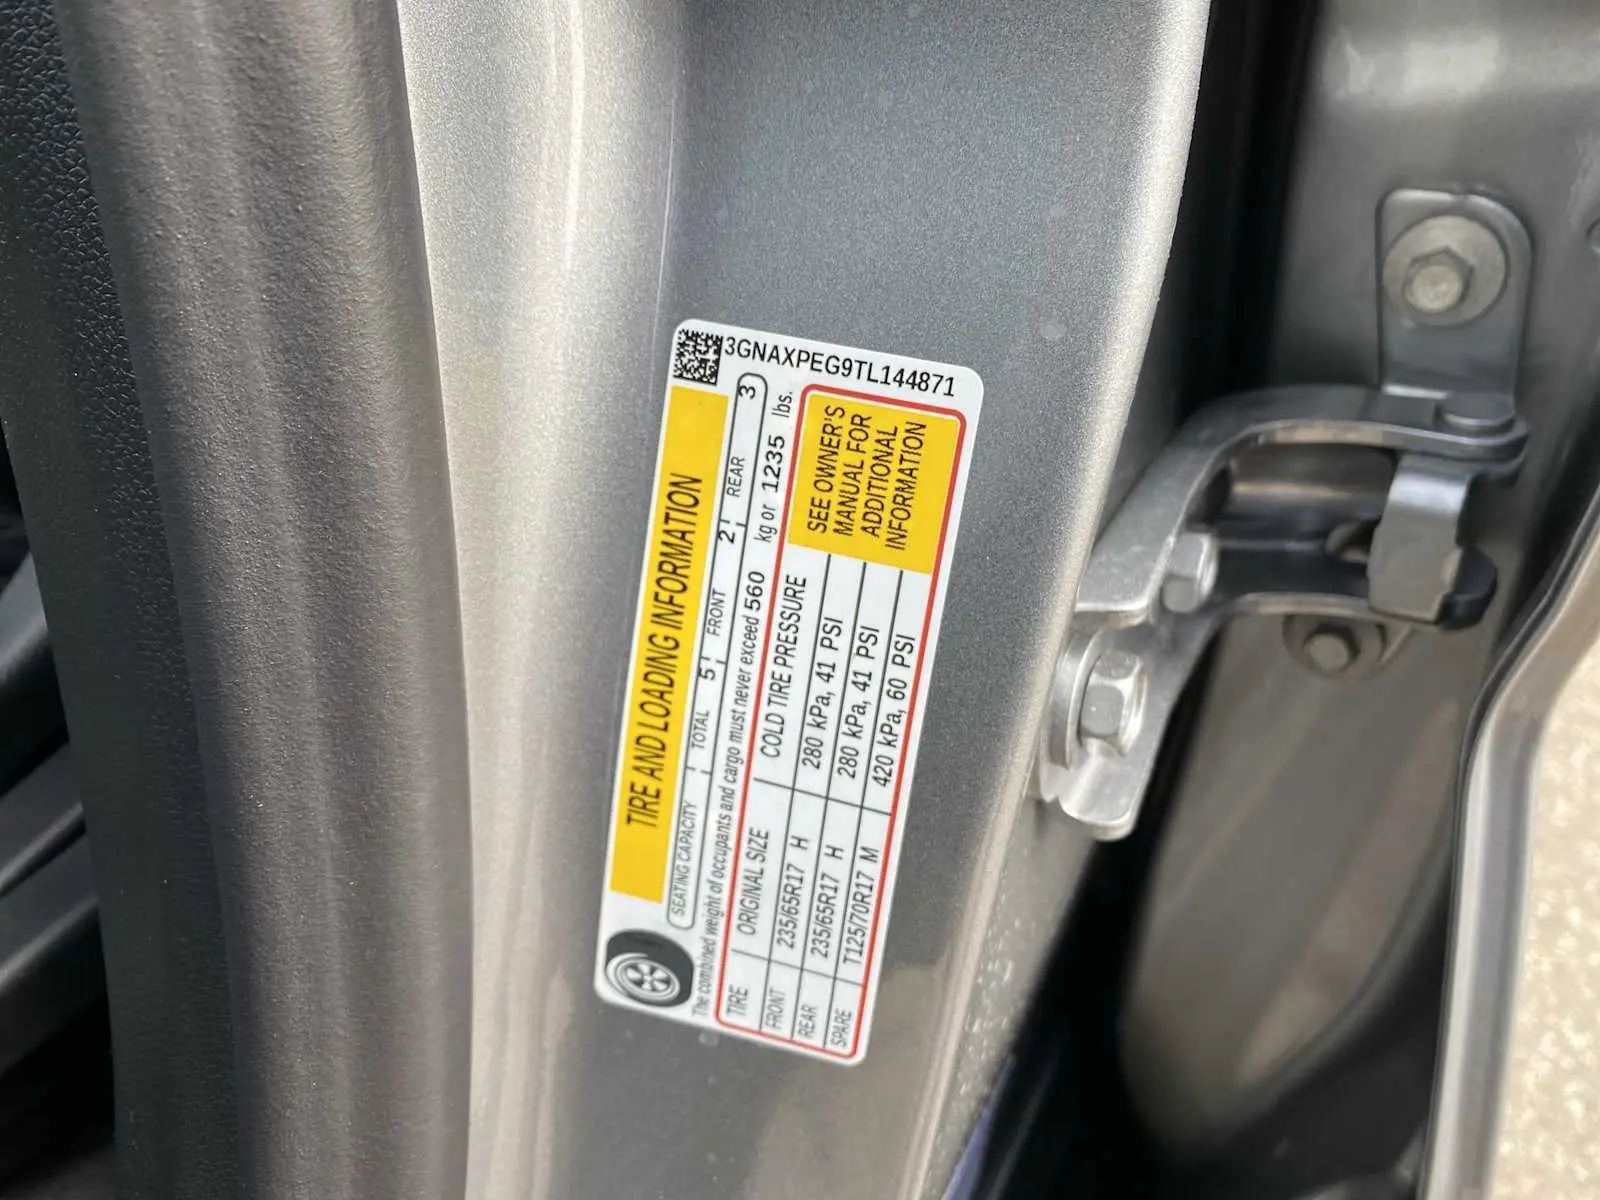 3GNAXPEG9TL144871
TIRE AND LOADING INFORMATION
SEATING CAPACITY TOTAL 5 FRONT 2 REAR 3
The combined weight of occupants and cargo must never exceed 560 kg or 1235 lbs.
TIRE ORIGINAL SIZE COLD TIRE PRESSURE
FRONT 235/65R17 H 280 kPa, 41 PSI
REAR 235/65R17 H 280 kPa, 41 PSI
SPARE T125/70R17 M 420 kPa, 60 PSI
SEE OWNER'S
MANUAL FOR
ADDITIONAL
INFORMATION